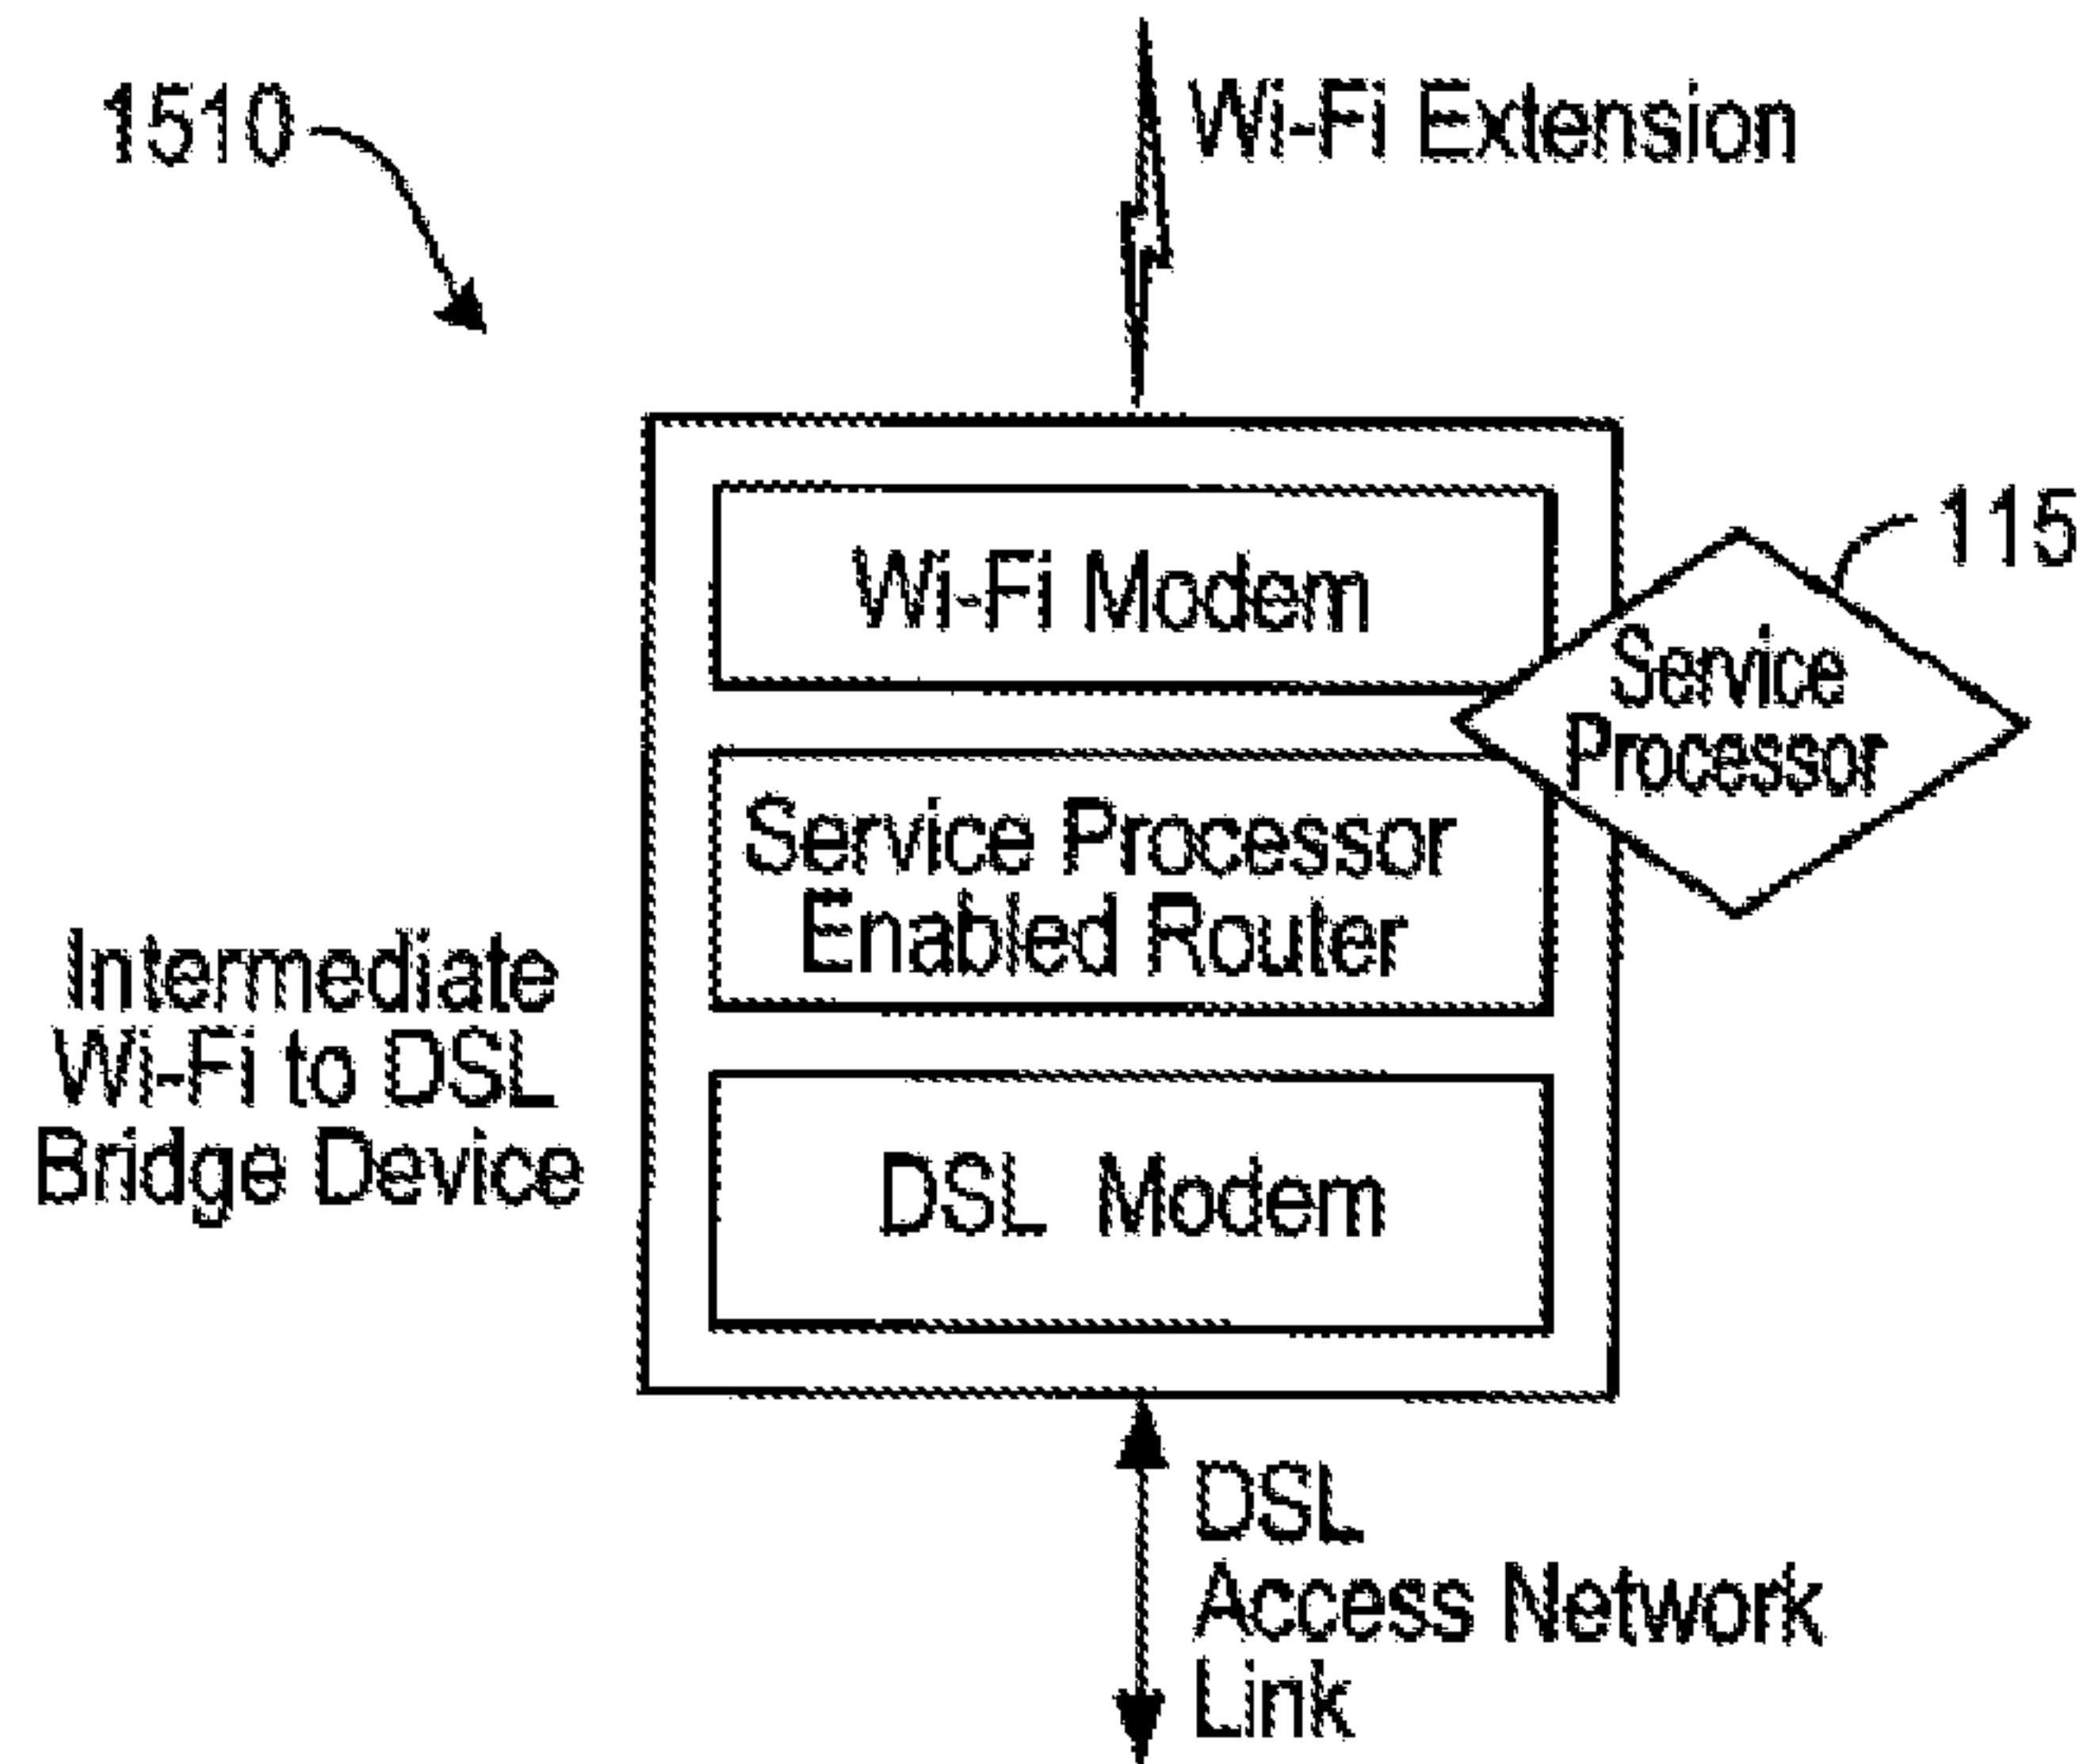 1510
Wi-Fi Extension
115
Wi-Fi Modem
Service
Processor
Service Processor
Enabled Router
Intermediate
Wi-Fi to DSL
Bridge Device
DSL Modem
DSL
Access Network
Link